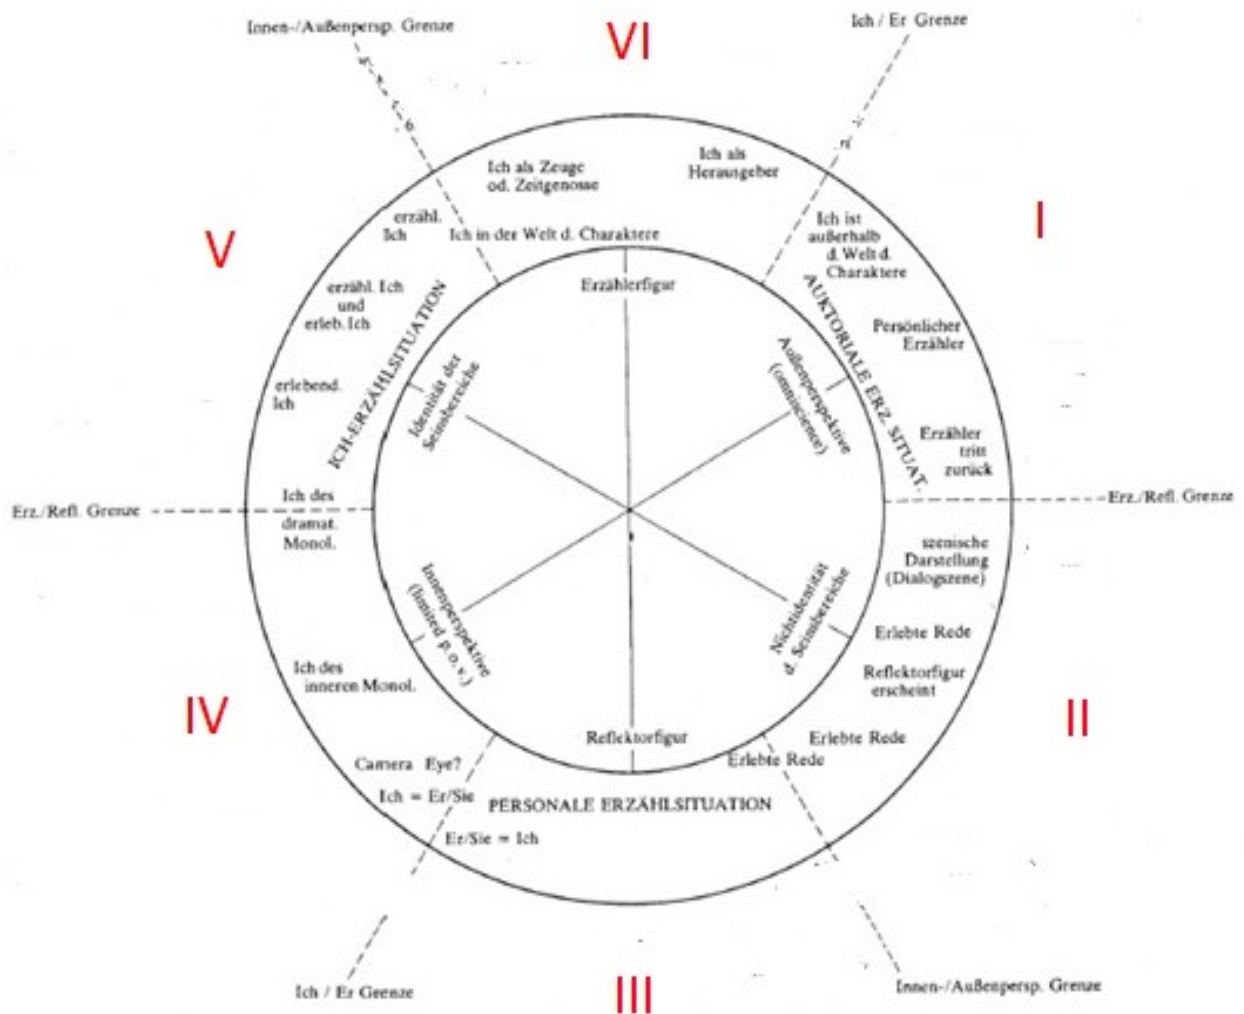 Innen-/Außenpersp. Grenze
VI
Ich / Er Grenze
Ich als Zeuge
od. Zeitgenosse
Ich als
Herausgeber
erzähl.
Ich
Ich in der Welt d. Charaktere
Ich ist
außerhalb
d. Welt d.
Charaktere
V
I
erzähl. Ich
und
erleb. Ich
Erzählerfigur
Persönlicher
Erzähler
ICH-ERZÄHLSITUATION
AUKTORIALE ERZ. SITUAT.
erlebend.
Ich
Identität der
Seinsbereiche
Außenperspektive
(omniscience)
Erzähler
tritt
zurück
Erz./Refl. Grenze
Ich des
dramat.
Monol.
Erz./Refl. Grenze
szenische
Darstellung
(Dialogszene)
Innenperspektive
(limited p.o.v.)
Nichtidentität
d. Seinsbereiche
Erlebte Rede
Ich des
inneren Monol.
Reflektorfigur
erscheint
IV
II
Reflektorfigur
Erlebte Rede
Erlebte Rede
Camera Eye?
Ich = Er/Sie
PERSONALE ERZÄHLSITUATION
Er/Sie = Ich
Ich / Er Grenze
III
Innen-/Außenpersp. Grenze